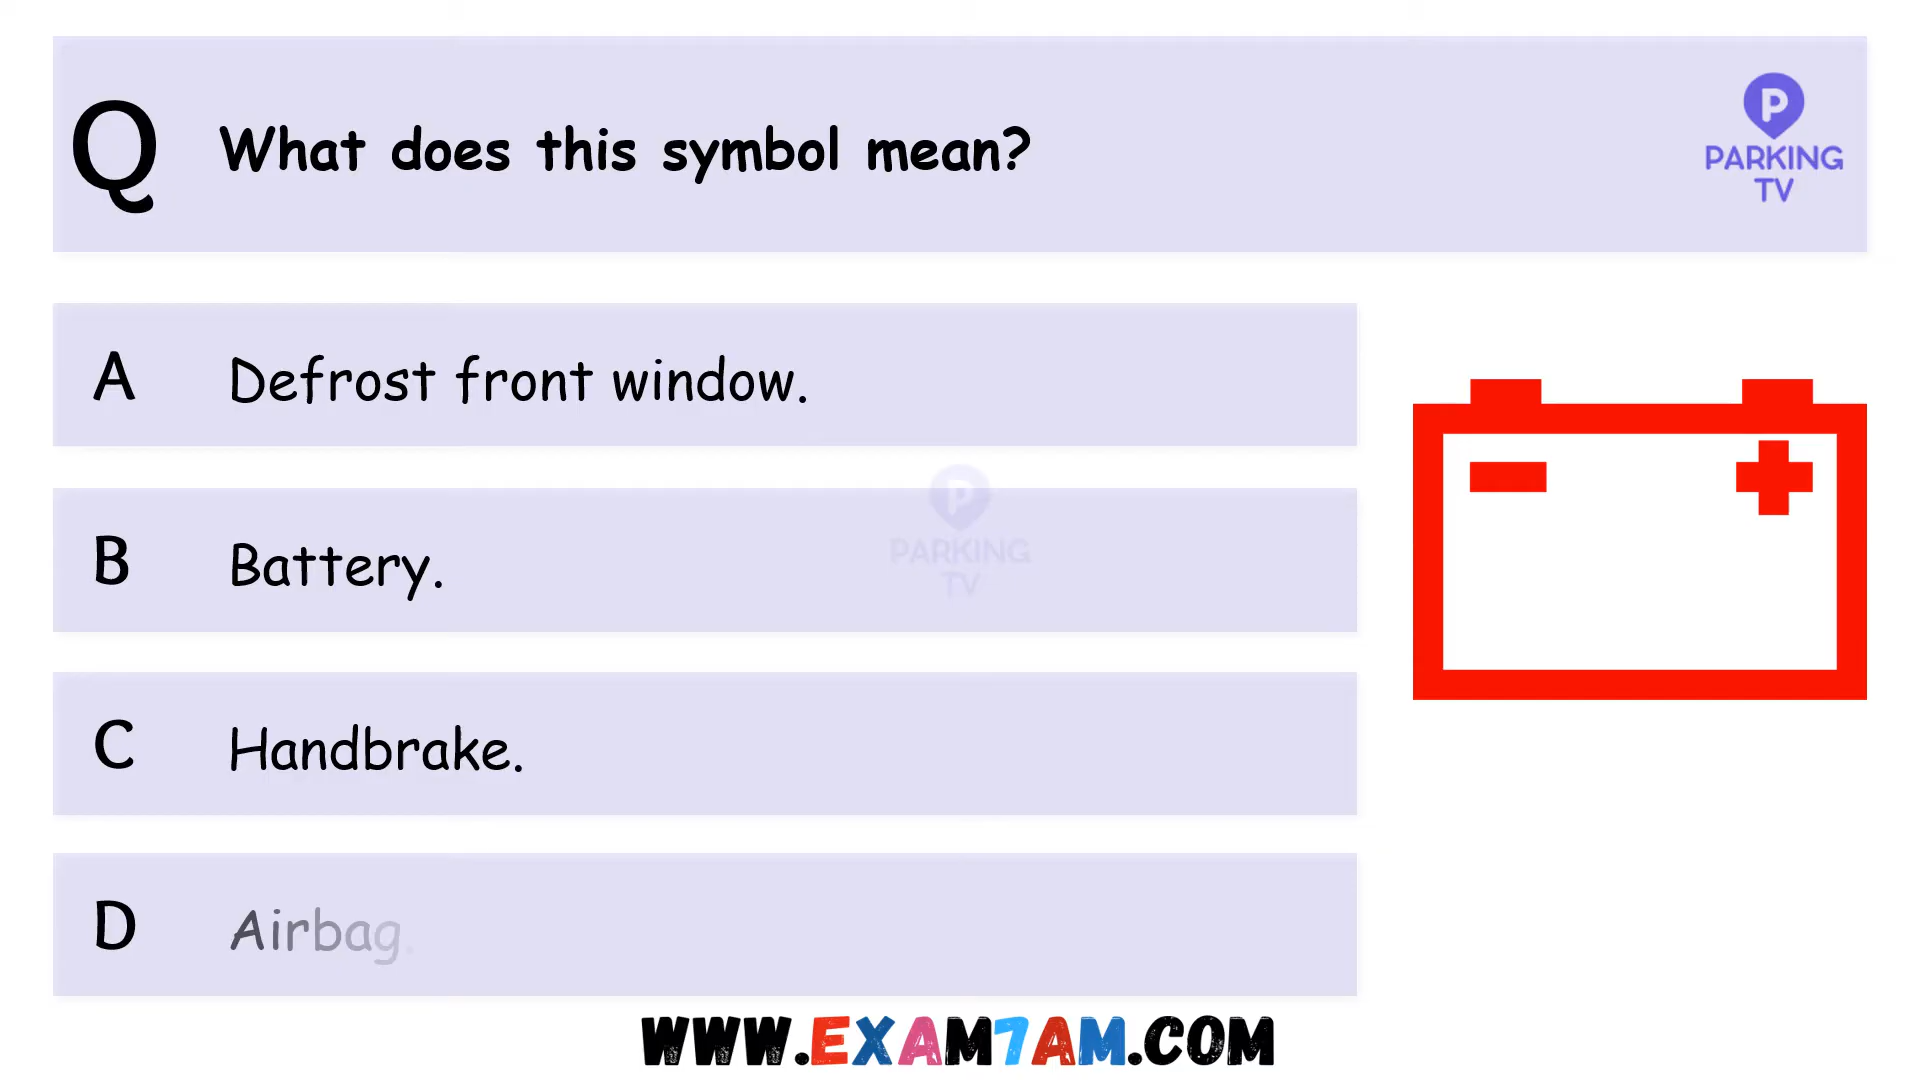 Q What does this symbol mean?
P
PARKING
TV
A Defrost front window.
B Battery.
P
PARKING
TV
C Handbrake.
D Airbag.
WWW.EXAM7AM.COM